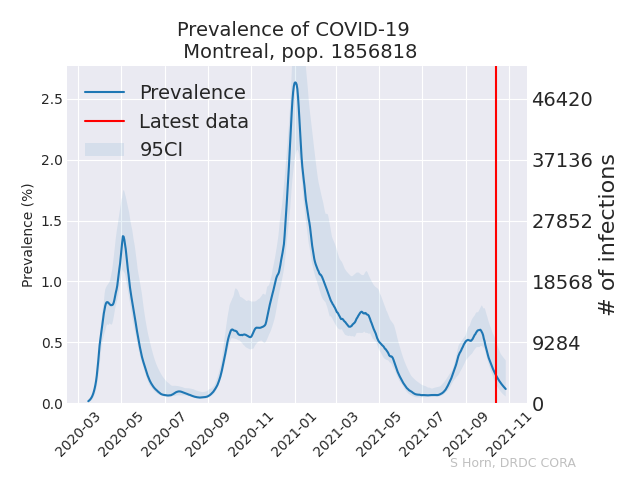 Prevalence of COVID-19
Montreal, pop. 1856818
Prevalence
Latest data
95CI
Prevalence (%)
2.5
2.0
1.5
1.0
0.5
0.0
46420
37136
27852
18568
9284
0
# of infections
2020-03
2020-05
2020-07
2020-09
2020-11
2021-01
2021-03
2021-05
2021-07
2021-09
2021-11
S Horn, DRDC CORA